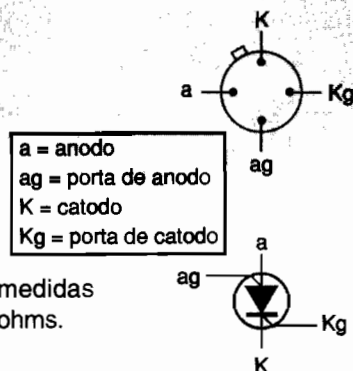 K
a
Kg
ag
a = anodo
ag = porta de anodo
K = catodo
Kg = porta de catodo
a
ag
medidas
ohms.
Kg
K